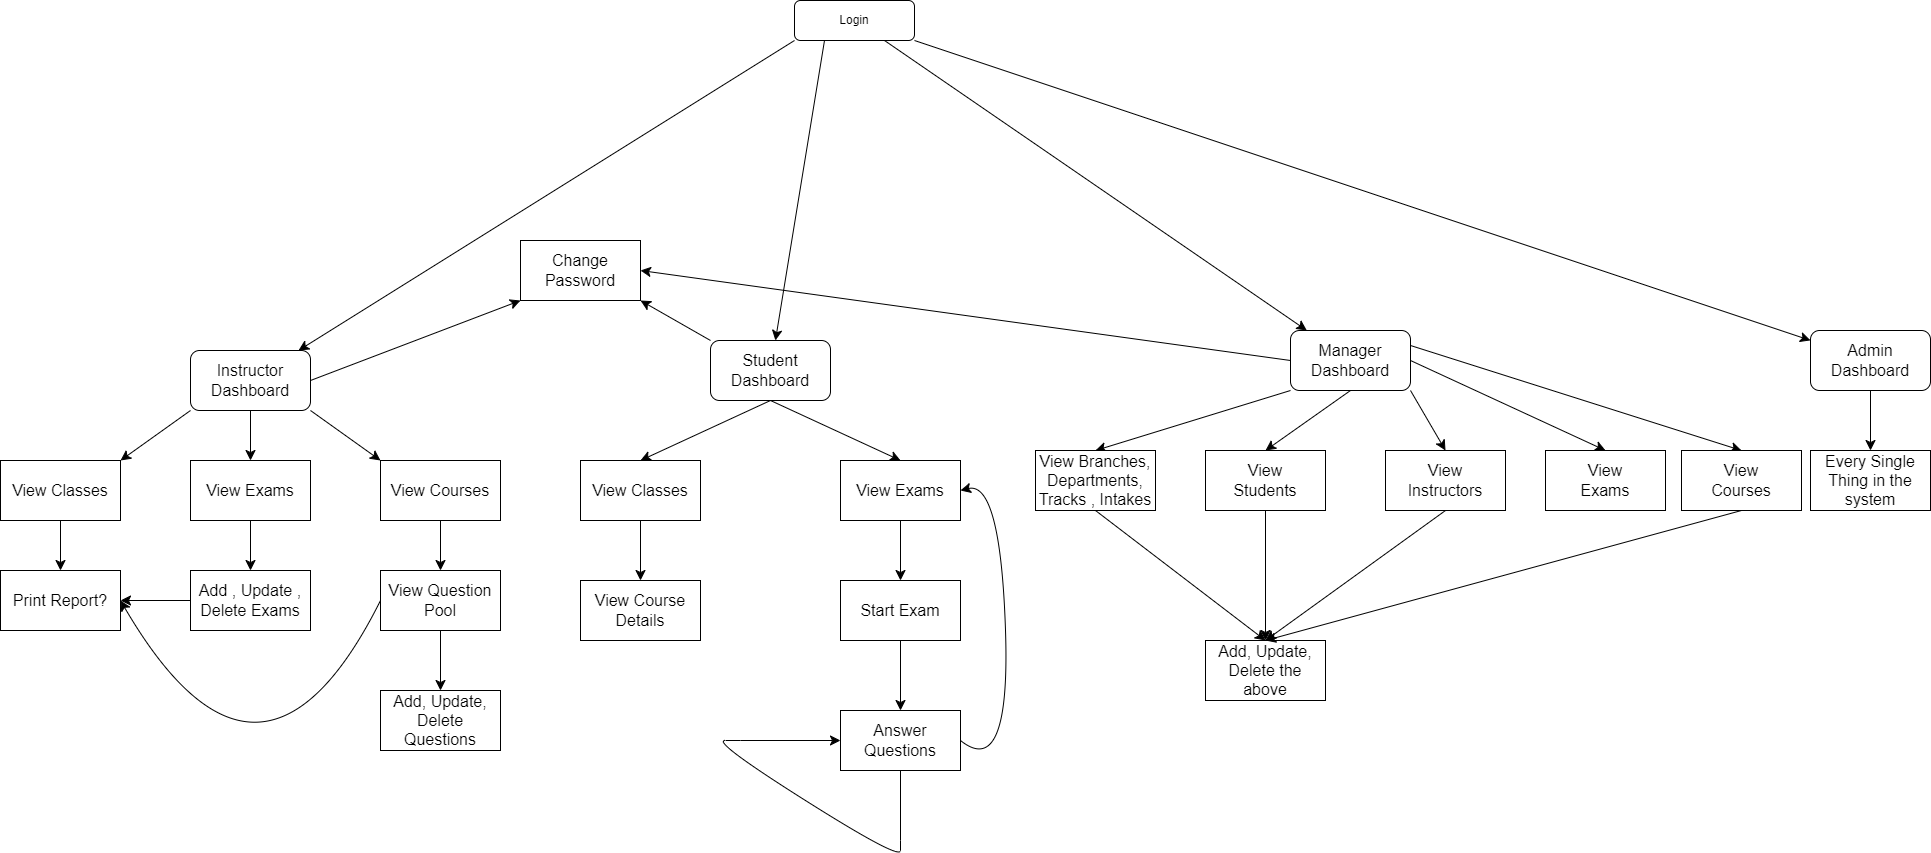 Login
Change
Password
Instructor
Dashboard
Student
Dashboard
Manager
Dashboard
Admin
Dashboard
View Classes
View Exams
View Courses
View Classes
View Exams
View Branches,
Departments,
Tracks , Intakes
View
Students
View
Instructors
View
Exams
View
Courses
Every Single
Thing in the
system
Print Report?
Add , Update ,
Delete Exams
View Question
Pool
View Course
Details
Start Exam
Add, Update,
Delete the
above
Add, Update,
Delete
Questions
Answer
Questions